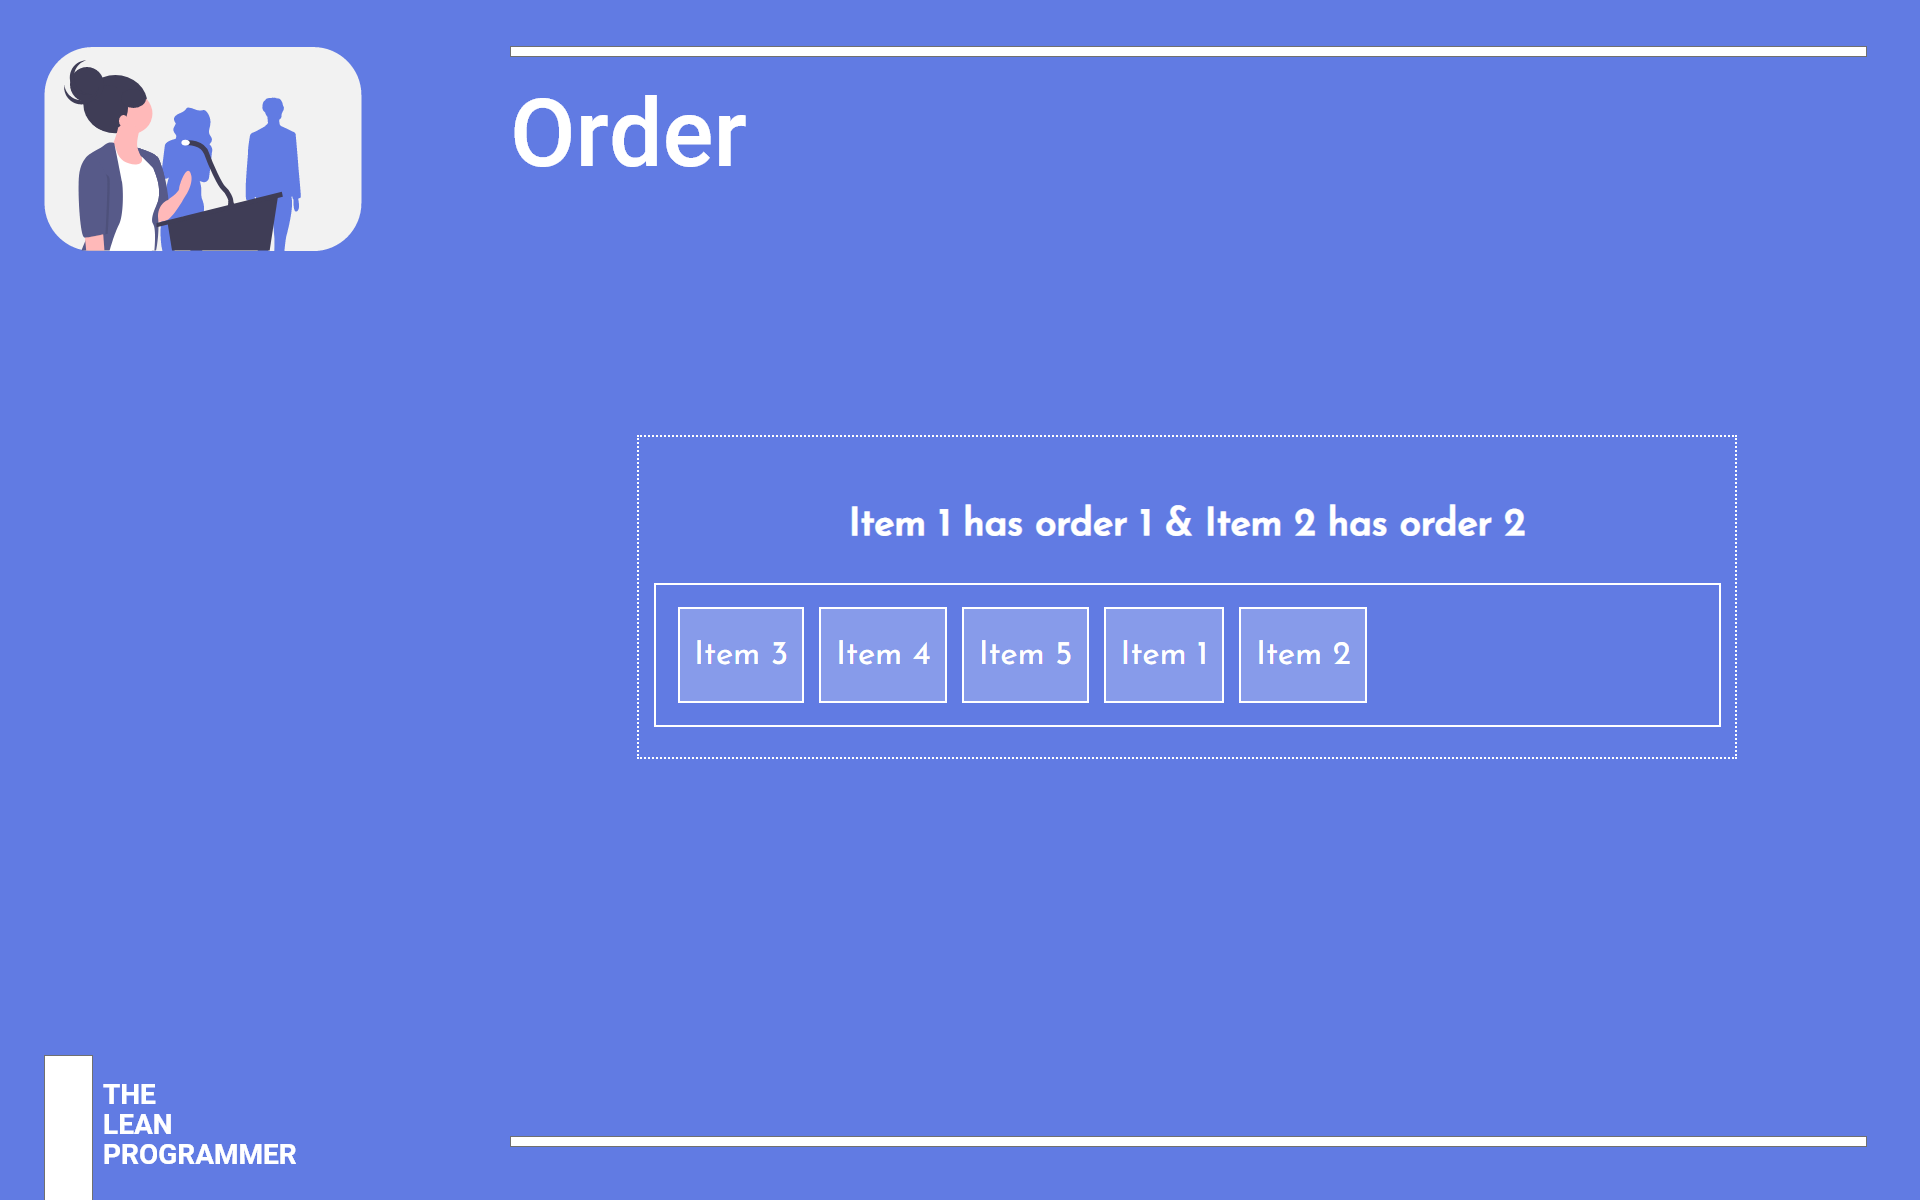 Order
Item 1 has order 1 & Item 2 has order 2
Item 3 Item 4 Item 5 Item 1 Item 2
THE
LEAN
PROGRAMMER